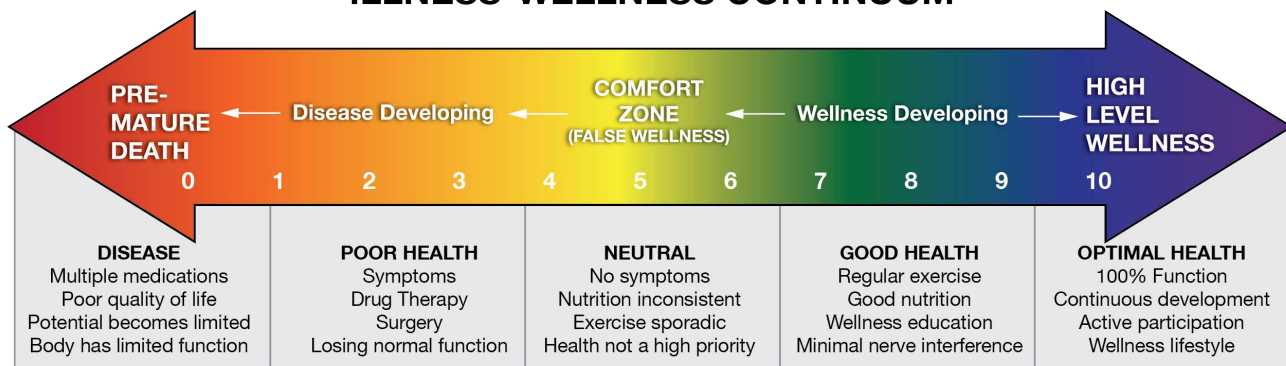 ILLNESS-WELLNESS CONTINUUM
PRE-
MATURE
DEATH
Disease Developing
COMFORT
ZONE
(FALSE WELLNESS)
Wellness Developing
HIGH
LEVEL
WELLNESS
0 1 2 3 4 5 6 7 8 9 10
DISEASE
Multiple medications
Poor quality of life
Potential becomes limited
Body has limited function
POOR HEALTH
Symptoms
Drug Therapy
Surgery
Losing normal function
NEUTRAL
No symptoms
Nutrition inconsistent
Exercise sporadic
Health not a high priority
GOOD HEALTH
Regular exercise
Good nutrition
Wellness education
Minimal nerve interference
OPTIMAL HEALTH
100% Function
Continuous development
Active participation
Wellness lifestyle